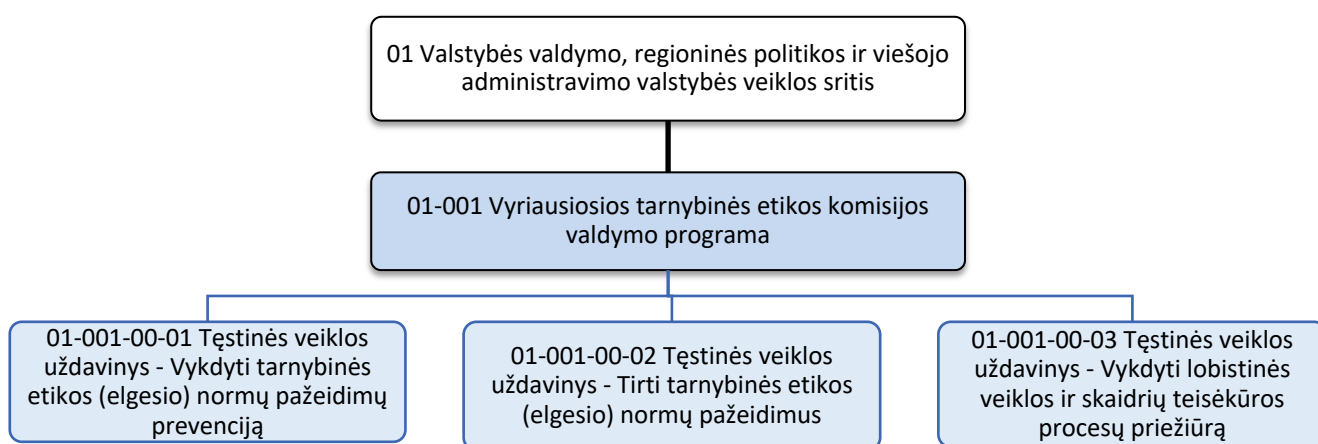 01 Valstybės valdymo, regioninės politikos ir viešojo
administravimo valstybės veiklos sritis
01-001 Vyriausiosios tarnybinės etikos komisijos
valdymo programa
01-001-00-01 Tęstinės veiklos
uždavinys - Vykdyti tarnybinės
etikos (elgesio) normų pažeidimų
prevenciją
01-001-00-02 Tęstinės veiklos
uždavinys - Tirti tarnybinės etikos
(elgesio) normų pažeidimus
01-001-00-03 Tęstinės veiklos
uždavinys - Vykdyti lobistinės
veiklos ir skaidrių teisėkūros
procesų priežiūrą